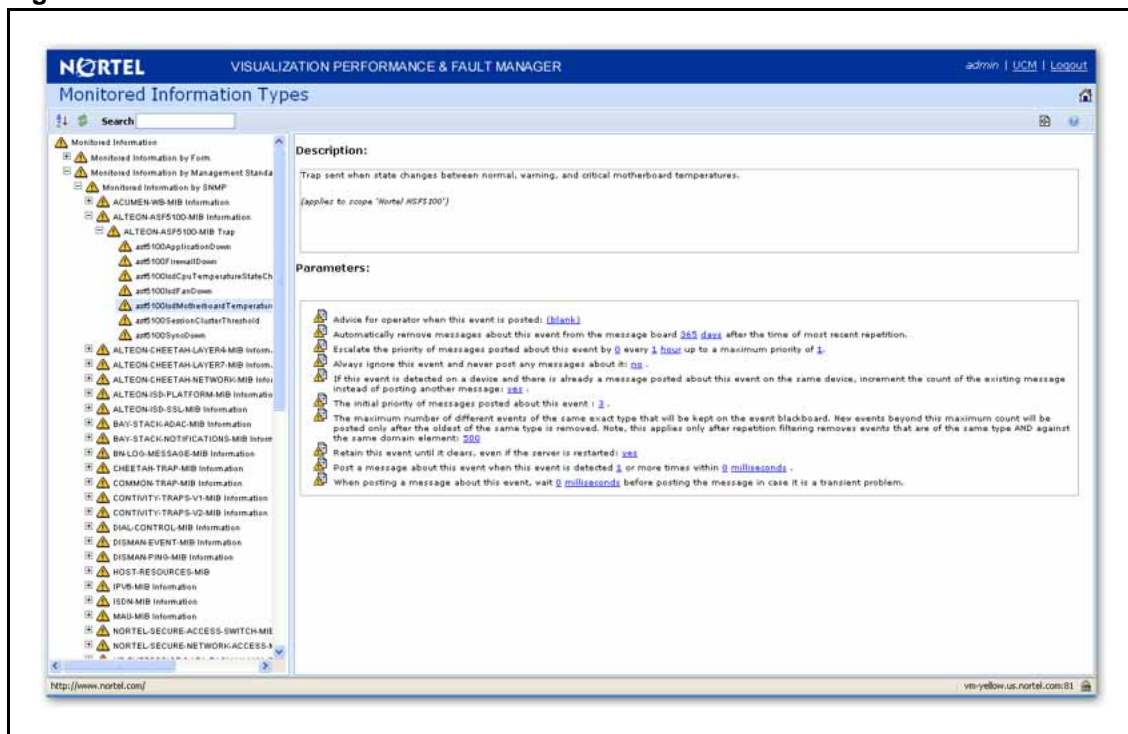 NORTEL
VISUALIZATION PERFORMANCE & FAULT MANAGER
admin | UCM | Logout
Monitored Information Types
Search
Monitored Information
Monitored Information by Form
Monitored Information by Management Standa
Monitored Information by SNMP
ACUMEN-WB-MIB Information
ALTEON-ASF5100-MIB Information
ALTEON-ASF5100-MIB Trap
asf5100ApplicationDown
asf5100FirewallDown
asf5100IsdCpuTemperatureStateCh
asf5100IsdFanDown
asf5100IsdMotherboardTemperatur
asf5100SessionClusterThreshold
asf5100SyncDown
ALTEON-CHEETAH-LAYER4-MIB Inform
ALTEON-CHEETAH-LAYER7-MIB Inform
ALTEON-CHEETAH-NETWORK-MIB Infor
ALTEON-ISD-PLATFORM-MIB Informatio
ALTEON-ISD-SSL-MIB Information
BAY-STACK-ADAC-MIB Information
BAY-STACK-NOTIFICATIONS-MIB Inform
BN-LOG-MESSAGE-MIB Information
CHEETAH-TRAP-MIB Information
COMMON-TRAP-MIB Information
CONTIVITY-TRAPS-V1-MIB Information
CONTIVITY-TRAPS-V2-MIB Information
DIAL-CONTROL-MIB Information
DISMAN-EVENT-MIB Information
DISMAN-PING-MIB Information
HOST-RESOURCES-MIB
IPV6-MIB Information
ISDN-MIB Information
MAU-MIB Information
NORTEL-SECURE-ACCESS-SWITCH-MIE
NORTEL-SECURE-NETWORK-ACCESS-
Description:
Trap sent when state changes between normal, warning, and critical motherboard temperatures.
(applies to scope "Nortel NSF5100")
Parameters:
Advice for operator when this event is posted: (blank)
Automatically remove messages about this event from the message board 365 days after the time of most recent repetition.
Escalate the priority of messages posted about this event by 0 every 1 hour up to a maximum priority of 1.
Always ignore this event and never post any messages about it: no .
If this event is detected on a device and there is already a message posted about this event on the same device, increment the count of the existing message
instead of posting another message: yes .
The initial priority of messages posted about this event : 3 .
The maximum number of different events of the same exact type that will be kept on the event blackboard. New events beyond this maximum count will be
posted only after the oldest of the same type is removed. Note, this applies only after repetition filtering removes events that are of the same type AND against
the same domain element: 500
Retain this event until it clears, even if the server is restarted: yes
Post a message about this event when this event is detected 1 or more times within 0 milliseconds .
When posting a message about this event, wait 0 milliseconds before posting the message in case it is a transient problem.
http://www.nortel.com/
vm-yellow.us.nortel.com:81